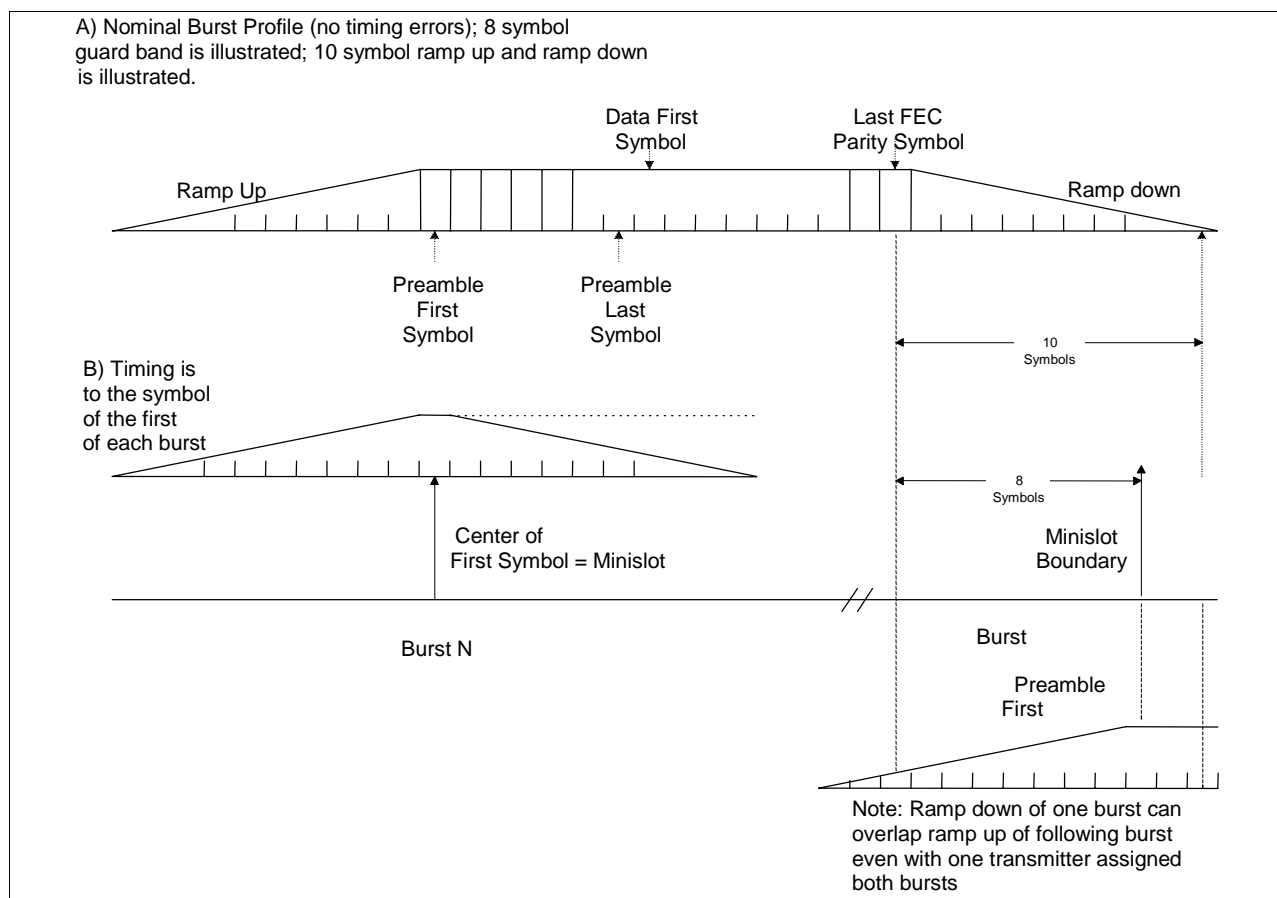 A) Nominal Burst Profile (no timing errors); 8 symbol
guard band is illustrated; 10 symbol ramp up and ramp down
is illustrated.
Data First
Symbol
Last FEC
Parity Symbol
Ramp Up
Ramp down
Preamble
First
Symbol
Preamble
Last
Symbol
10
Symbols
B) Timing is
to the symbol
of the first
of each burst
8
Symbols
Center of
First Symbol = Minislot
Minislot
Boundary
Burst N
Burst
Preamble
First
Note: Ramp down of one burst can
overlap ramp up of following burst
even with one transmitter assigned
both bursts